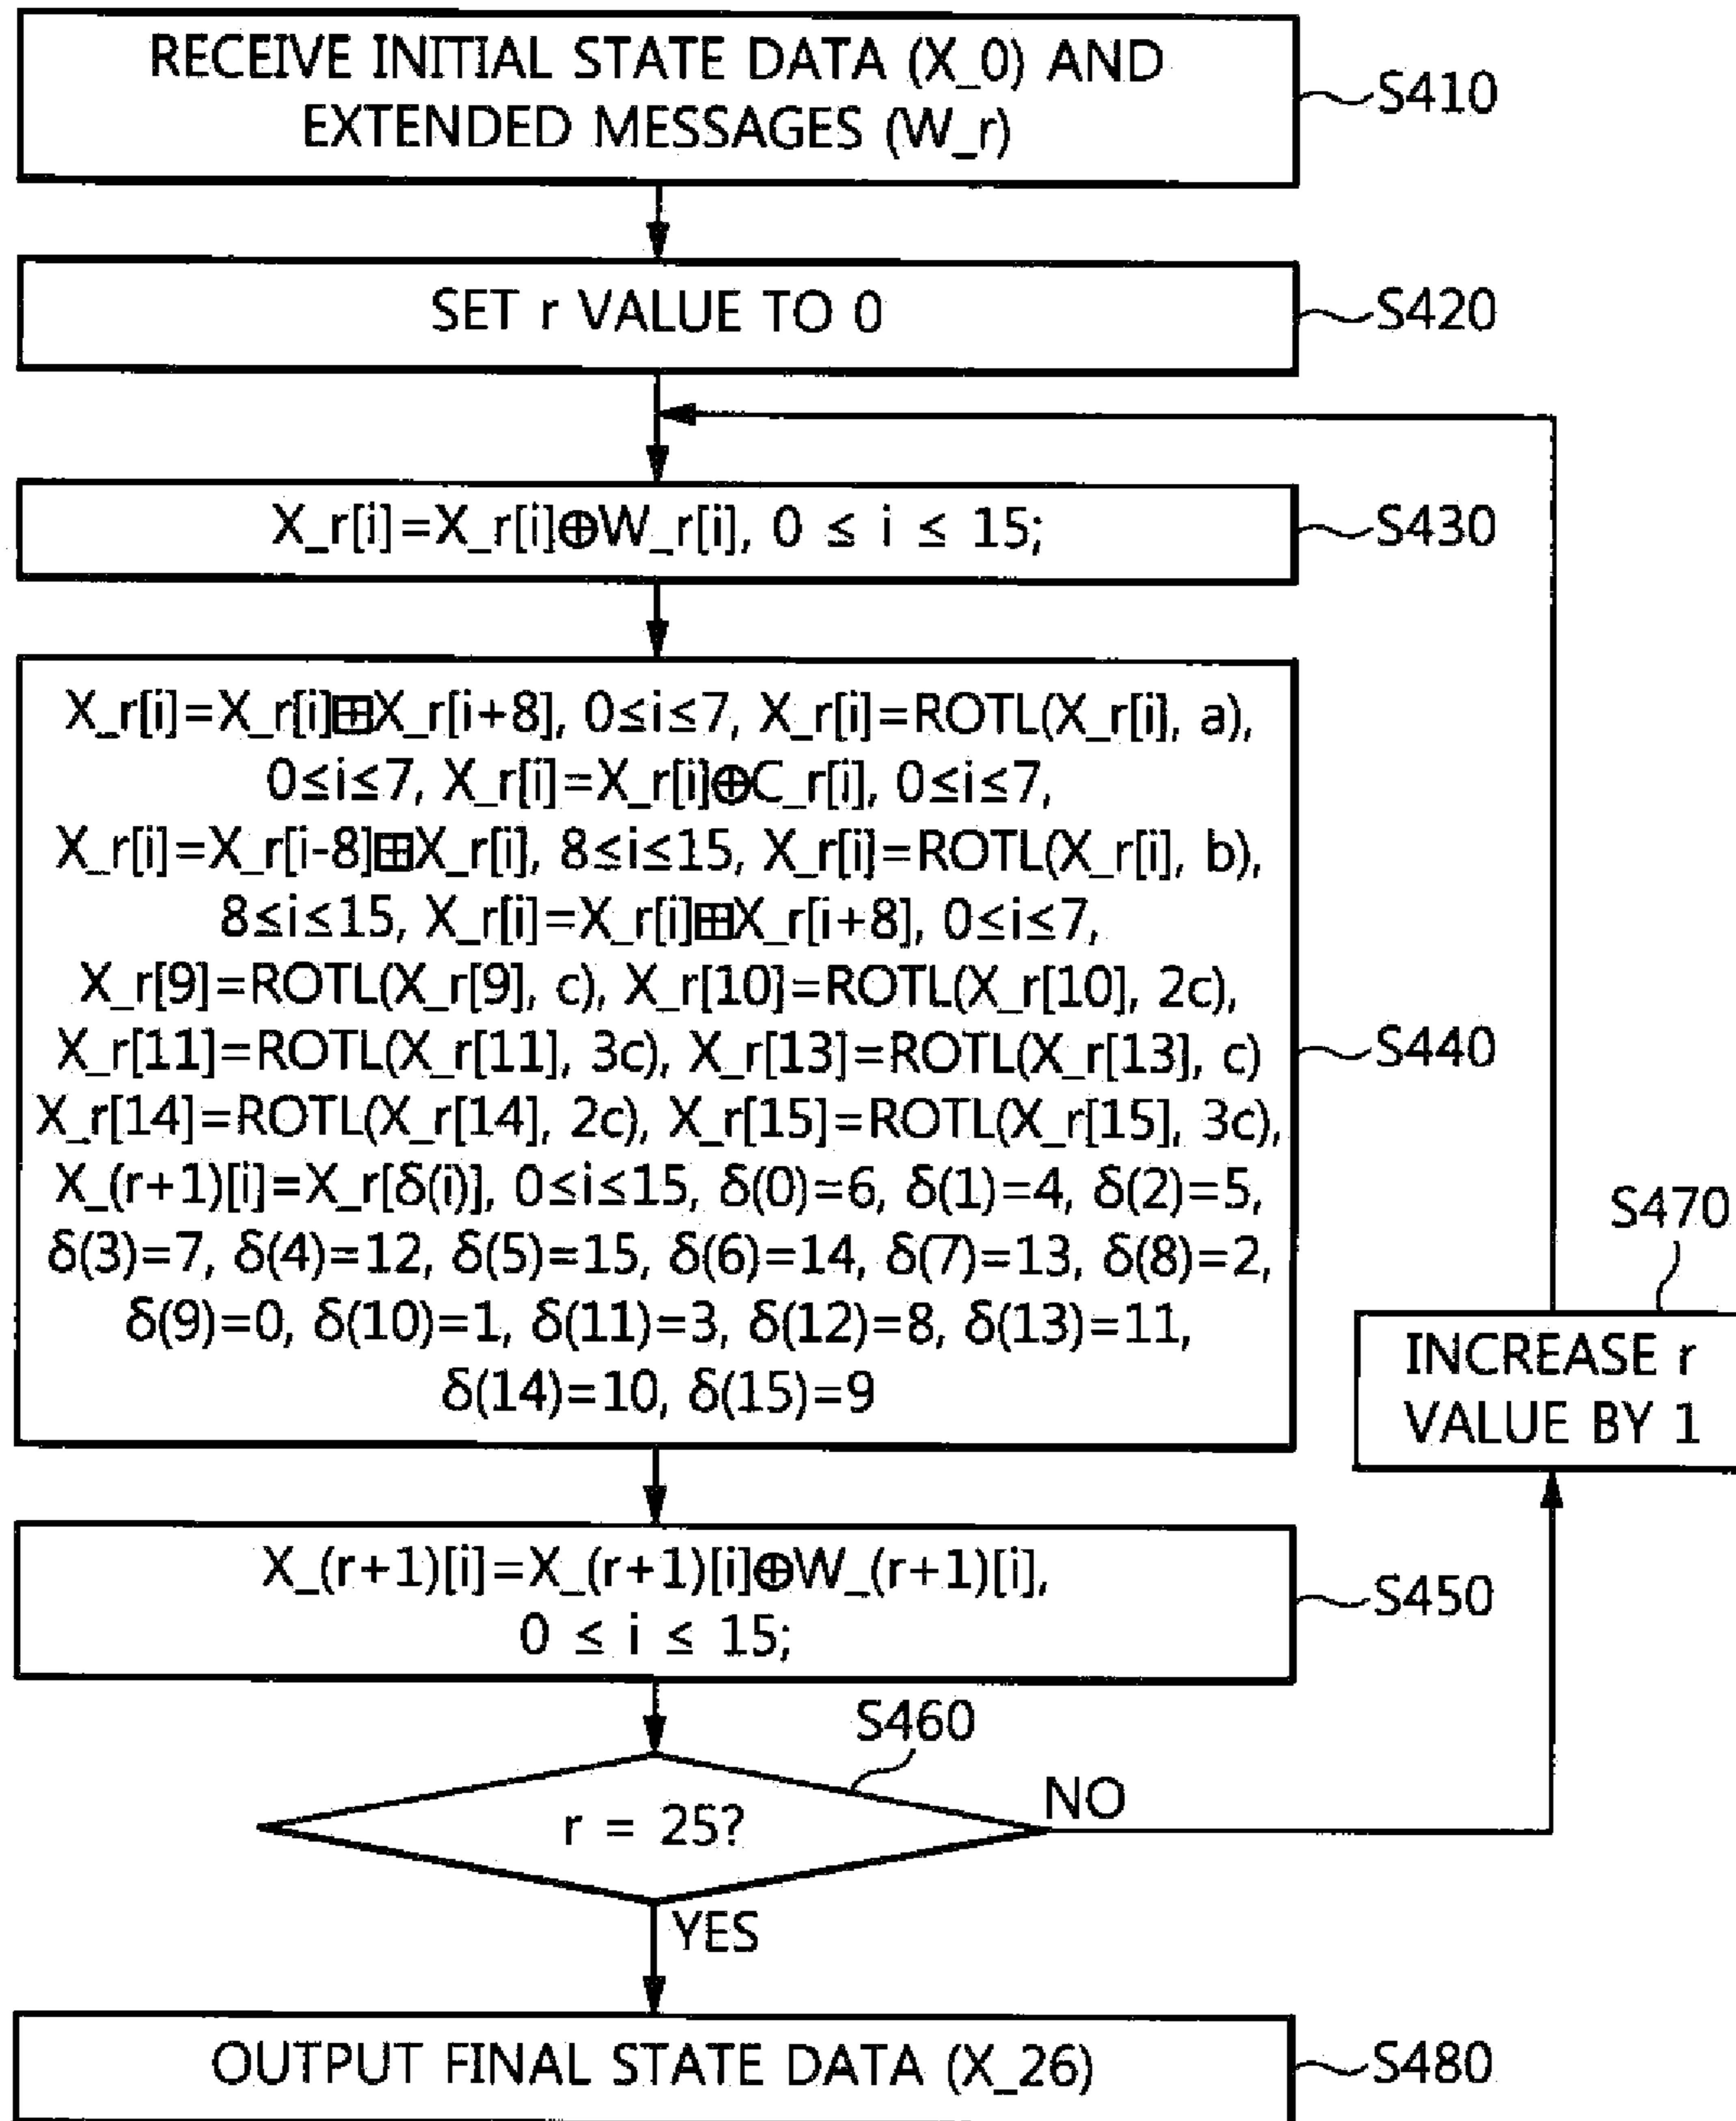 RECEIVE INITIAL STATE DATA (X_0) AND
EXTENDED MESSAGES (W_r)
S410
SET r VALUE TO 0
S420
X_r[i]=X_r[i]⊕W_r[i], 0 ≤ i ≤ 15;
S430
X_r[i]=X_r[i]⊞X_r[i+8], 0≤i≤7, X_r[i]=ROTL(X_r[i], a),
0≤i≤7, X_r[i]=X_r[i]⊕C_r[i], 0≤i≤7,
X_r[i]=X_r[i-8]⊞X_r[i], 8≤i≤15, X_r[i]=ROTL(X_r[i], b),
8≤i≤15, X_r[i]=X_r[i]⊞X_r[i+8], 0≤i≤7,
X_r[9]=ROTL(X_r[9], c), X_r[10]=ROTL(X_r[10], 2c),
X_r[11]=ROTL(X_r[11], 3c), X_r[13]=ROTL(X_r[13], c)
X_r[14]=ROTL(X_r[14], 2c), X_r[15]=ROTL(X_r[15], 3c),
X_(r+1)[i]=X_r[δ(i)], 0≤i≤15, δ(0)=6, δ(1)=4, δ(2)=5,
δ(3)=7, δ(4)=12, δ(5)=15, δ(6)=14, δ(7)=13, δ(8)=2,
δ(9)=0, δ(10)=1, δ(11)=3, δ(12)=8, δ(13)=11,
δ(14)=10, δ(15)=9
S440
S470
INCREASE r
VALUE BY 1
X_(r+1)[i]=X_(r+1)[i]⊕W_(r+1)[i],
0 ≤ i ≤ 15;
S450
S460
r = 25?
NO
YES
OUTPUT FINAL STATE DATA (X_26)
S480